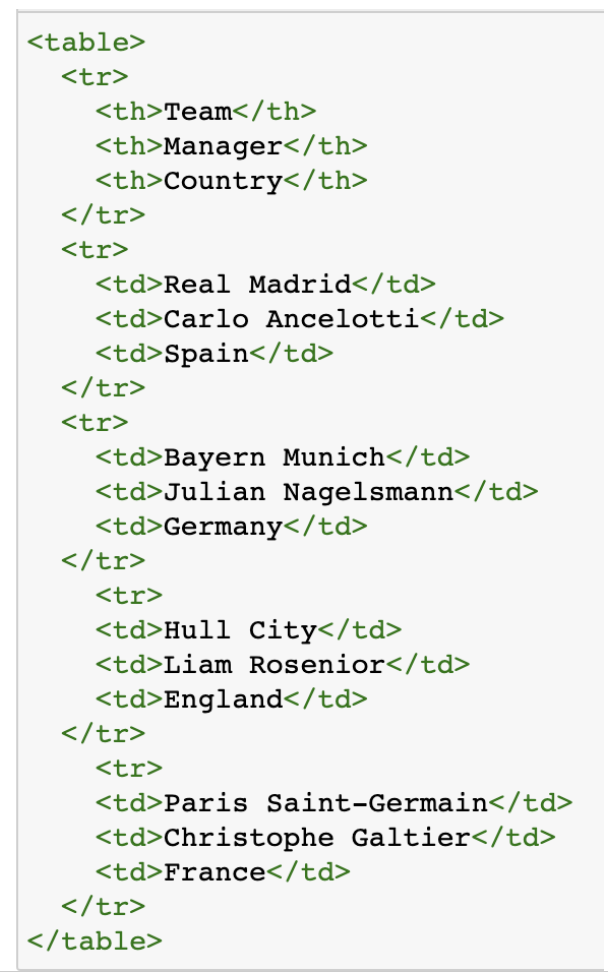 <table>
  <tr>
    <th>Team</th>
    <th>Manager</th>
    <th>Country</th>
  </tr>
  <tr>
    <td>Real Madrid</td>
    <td>Carlo Ancelotti</td>
    <td>Spain</td>
  </tr>
  <tr>
    <td>Bayern Munich</td>
    <td>Julian Nagelsmann</td>
    <td>Germany</td>
  </tr>
    <tr>
    <td>Hull City</td>
    <td>Liam Rosenior</td>
    <td>England</td>
  </tr>
    <tr>
    <td>Paris Saint-Germain</td>
    <td>Christophe Galtier</td>
    <td>France</td>
  </tr>
</table>